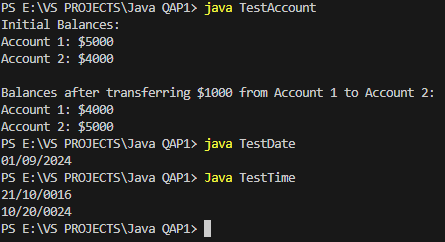 PS E:\VS PROJECTS\Java QAP1> java TestAccount
Initial Balances:
Account 1: $5000
Account 2: $4000

Balances after transferring $1000 from Account 1 to Account 2:
Account 1: $4000
Account 2: $5000
PS E:\VS PROJECTS\Java QAP1> java TestDate
01/09/2024
PS E:\VS PROJECTS\Java QAP1> Java TestTime
21/10/0016
10/20/0024
PS E:\VS PROJECTS\Java QAP1>